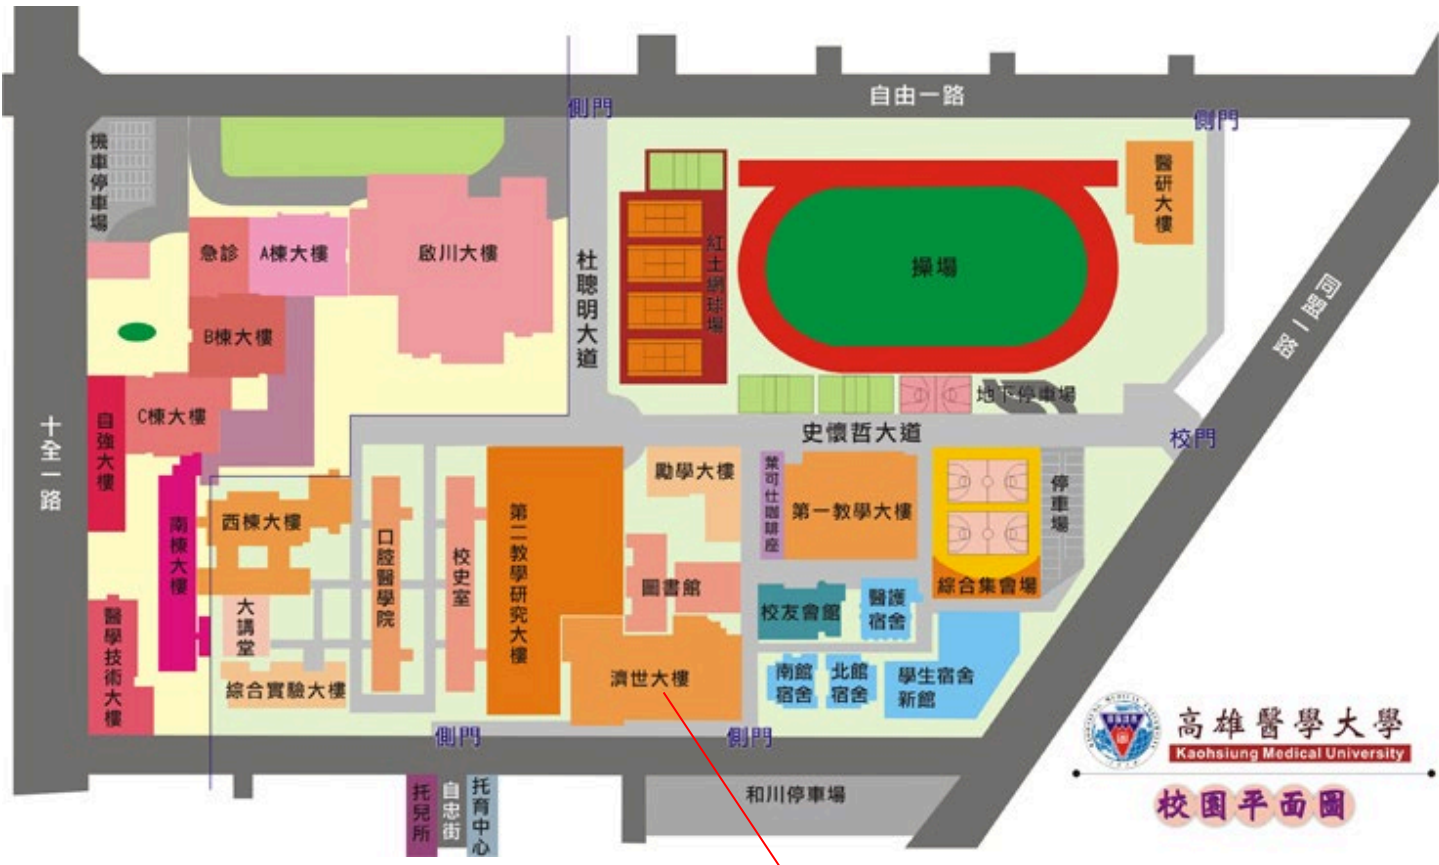 自由一路
側門
側門
機車停車場
醫研大樓
急診
A棟大樓
啟川大樓
杜聰明大道
紅土網球場
操場
同盟一路
B棟大樓
十全一路
自強大樓
C棟大樓
地下停車場
史懷哲大道
校門
南棟大樓
西棟大樓
口腔醫學院
校史室
第二教學研究大樓
勵學大樓
葉可仕咖啡座
第一教學大樓
停車場
圖書館
綜合集會場
大講堂
校友會館
醫護
宿舍
醫學技術大樓
綜合實驗大樓
濟世大樓
南館
宿舍
北館
宿舍
學生宿舍
新館
側門
側門
高雄醫學大學
Kaohsiung Medical University
校園平面圖
托兒所
自忠街
托育中心
和川停車場